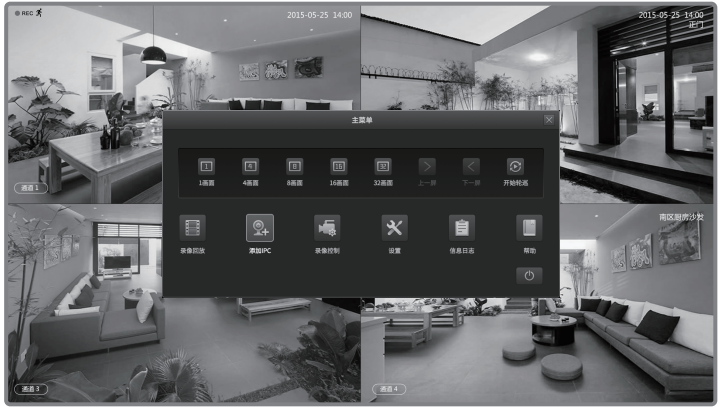 REC
2015-05-25 14:00
2015-05-25 14:00
正门
主菜单
1
4
8
16
32
1画面
4画面
8画面
16画面
32画面
上一屏
下一屏
开始轮巡
通道 1
南区厨房沙发
录像回放
添加IPC
录像控制
设置
信息日志
帮助
通道 3
通道 4